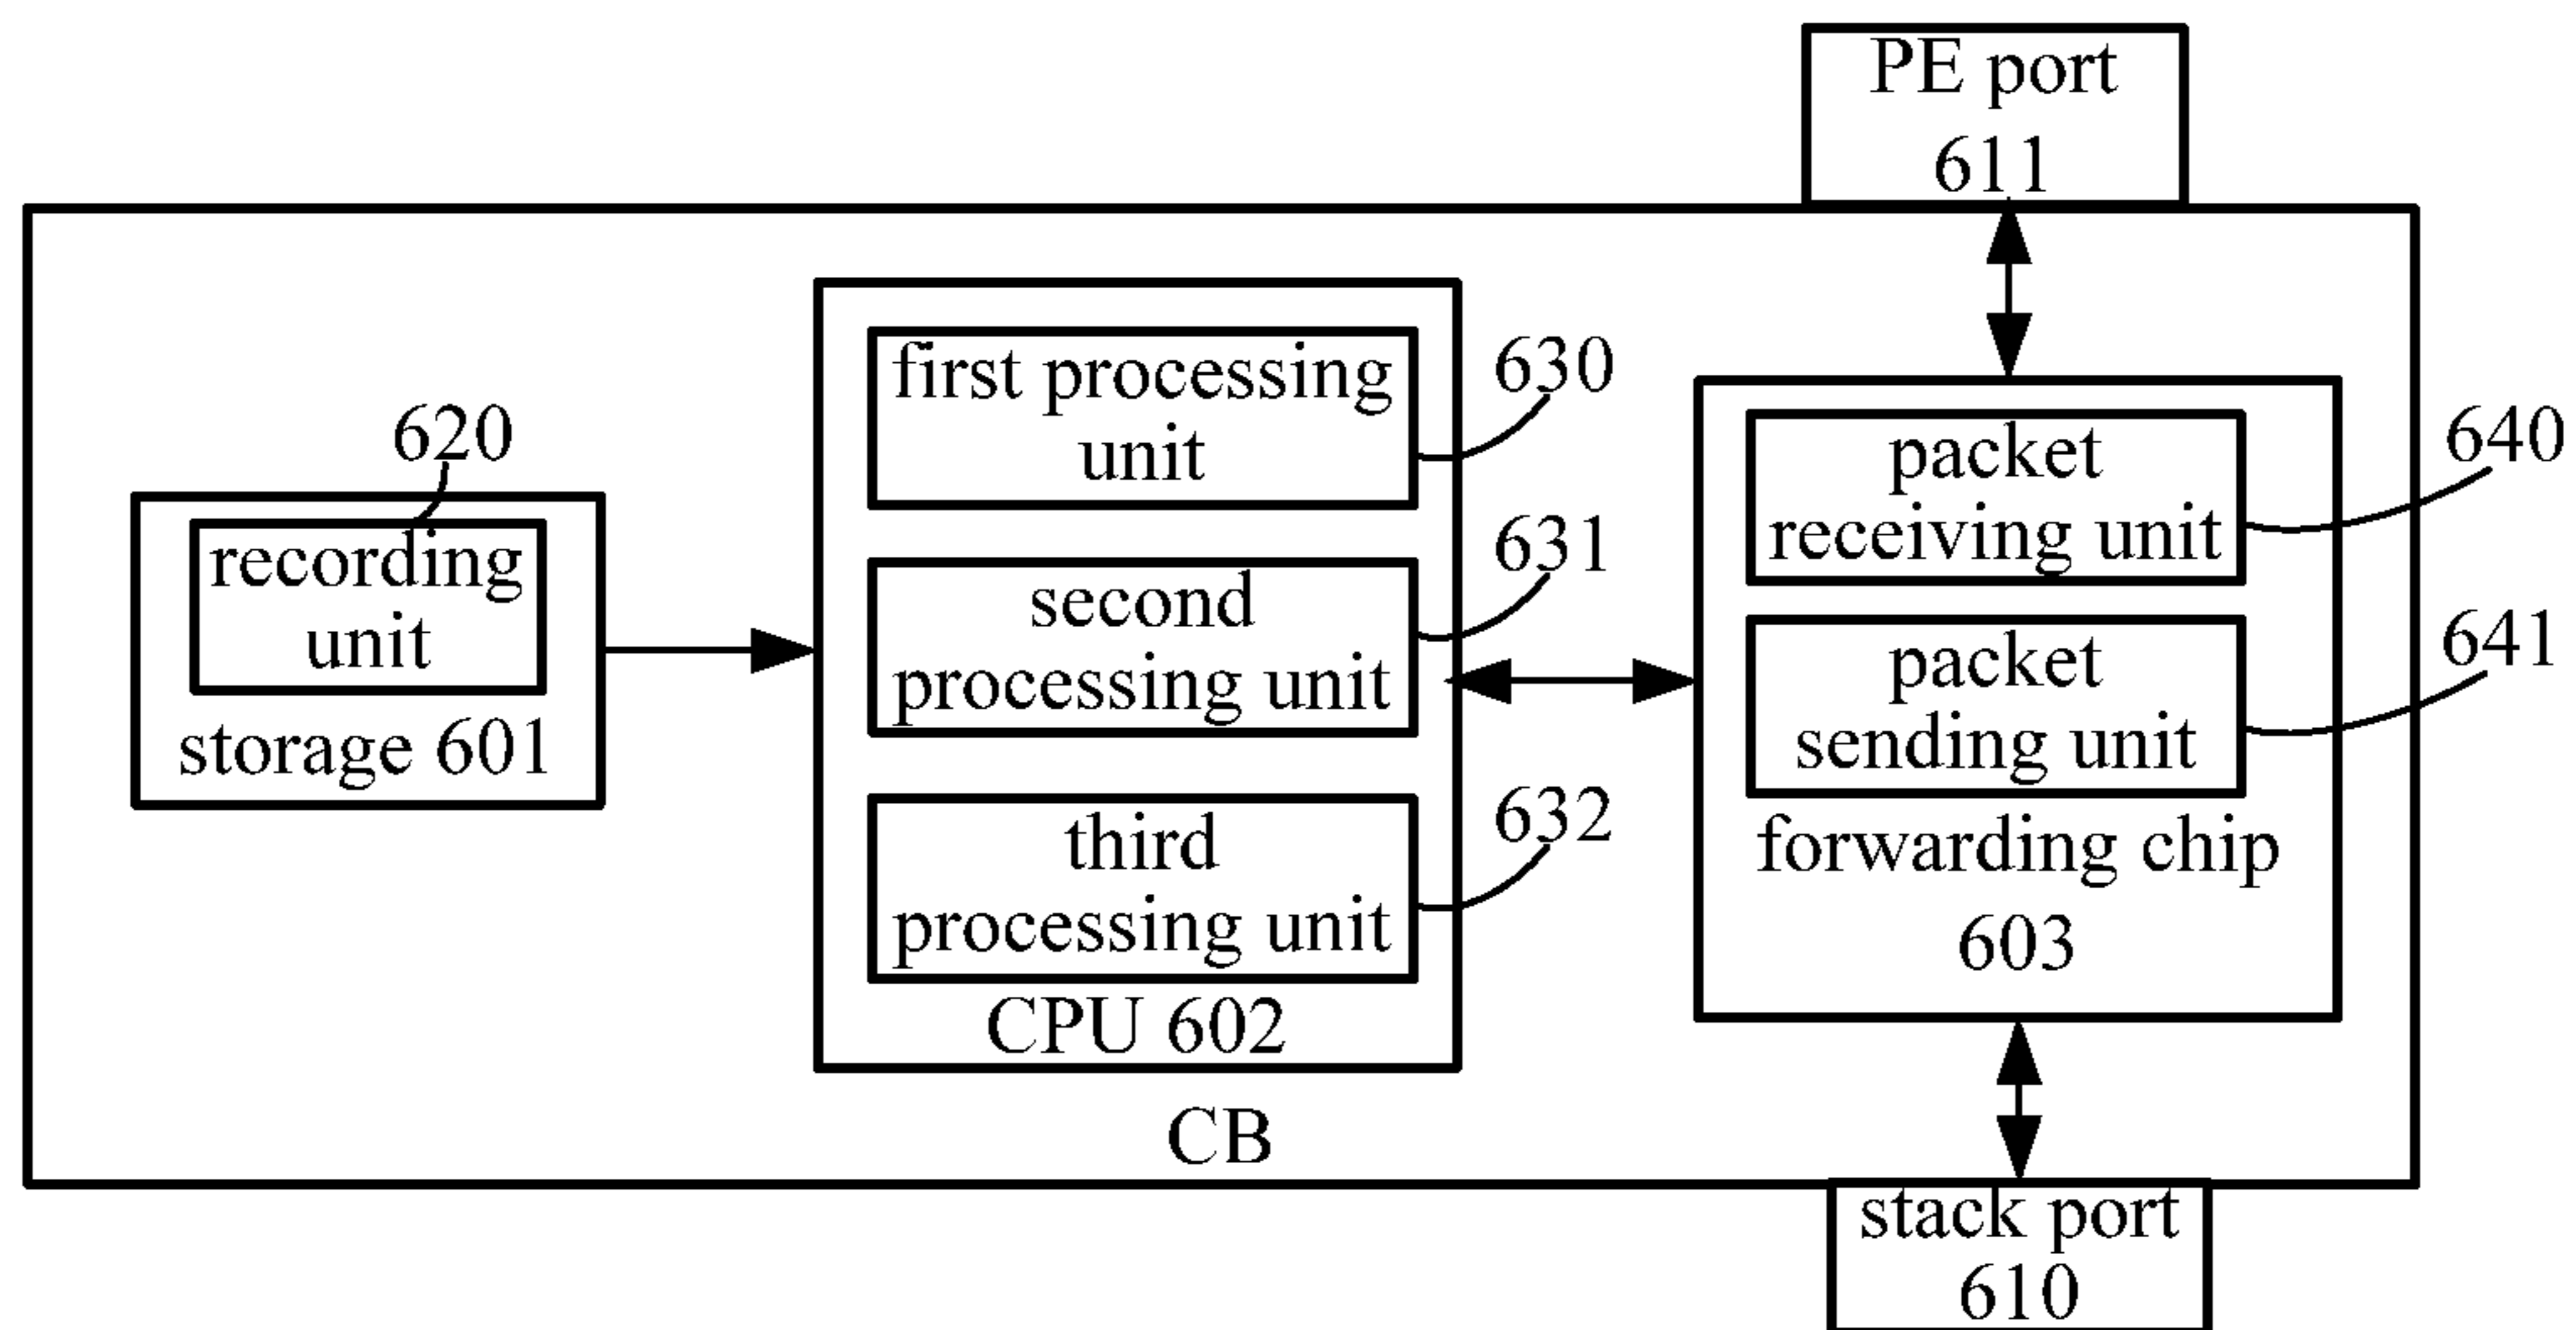 PE port
611
620
recording
unit
storage 601
first processing
unit
630
second
processing unit
631
third
processing unit
632
CPU 602
packet
receiving unit
640
packet
sending unit
641
forwarding chip
603
CB
stack port
610